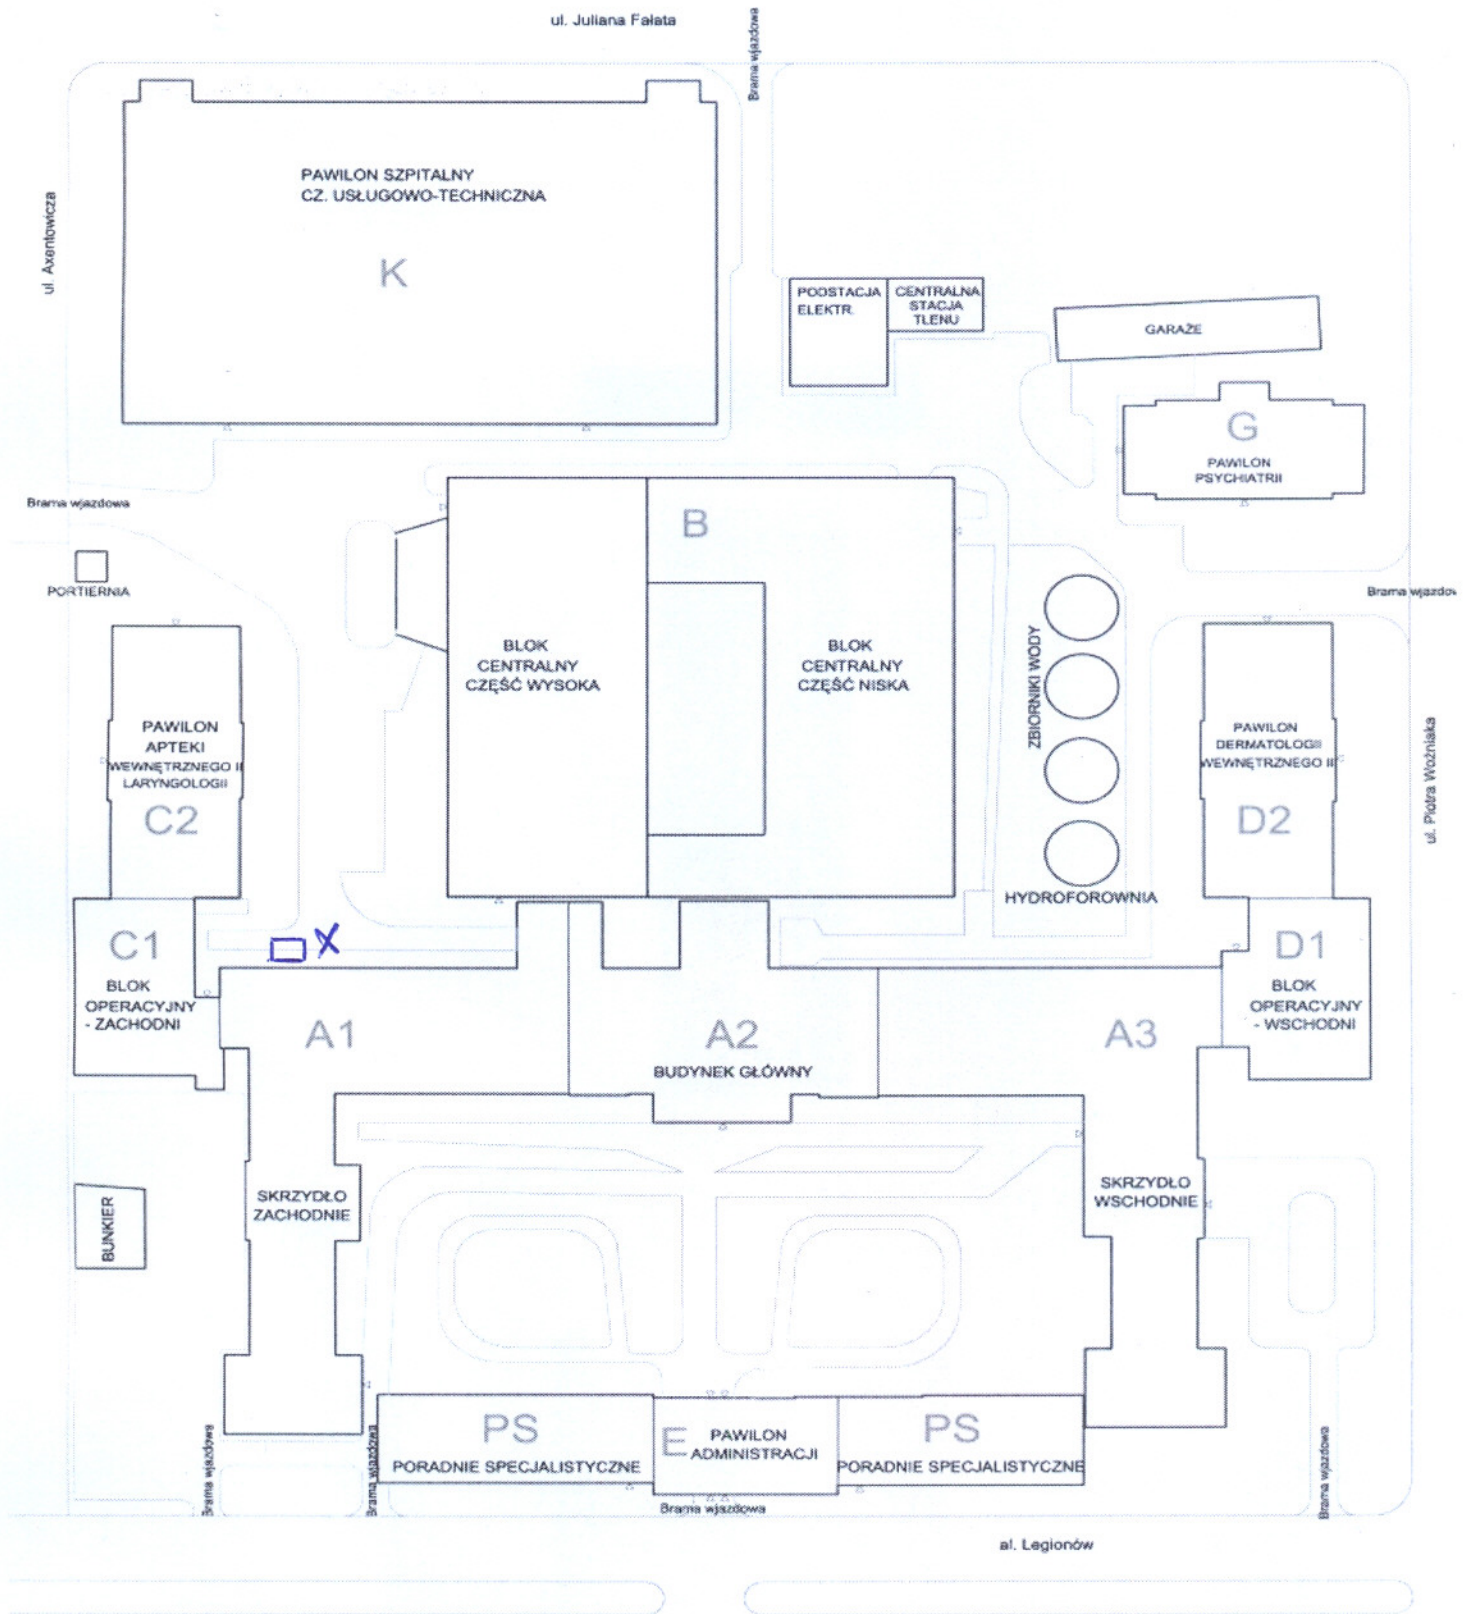 ul. Juliana Fałata
Brama wjazdowa
PAWILON SZPITALNY
CZ. USŁUGOWO-TECHNICZNA
K
ul. Axentowicza
PODSTACJA
ELEKTR.
CENTRALNA
STACJA
TLENU
GARAŻE
G
PAWILON
PSYCHIATRII
Brama wjazdowa
PORTIERNIA
B
BLOK
CENTRALNY
CZĘŚĆ WYSOKA
BLOK
CENTRALNY
CZĘŚĆ NISKA
ZBIORNIKI WODY
HYDROFOROWNIA
Brama wjazdow
PAWILON
APTEKI
WEWNĘTRZNEGO II
LARYNGOLOGII
C2
PAWILON
DERMATOLOGII
WEWNĘTRZNEGO II
D2
ul. Piotra Woźniaka
C1
BLOK
OPERACYJNY
- ZACHODNI
X
D1
BLOK
OPERACYJNY
- WSCHODNI
A1
A2
BUDYNEK GŁÓWNY
A3
BUNKIER
SKRZYDŁO
ZACHODNIE
SKRZYDŁO
WSCHODNIE
PS
PORADNIE SPECJALISTYCZNE
E
PAWILON
ADMINISTRACJI
PS
PORADNIE SPECJALISTYCZNE
Brama wjazdowa
Brama wjazdowa
Brama wjazdowa
Brama wjazdowa
al. Legionów